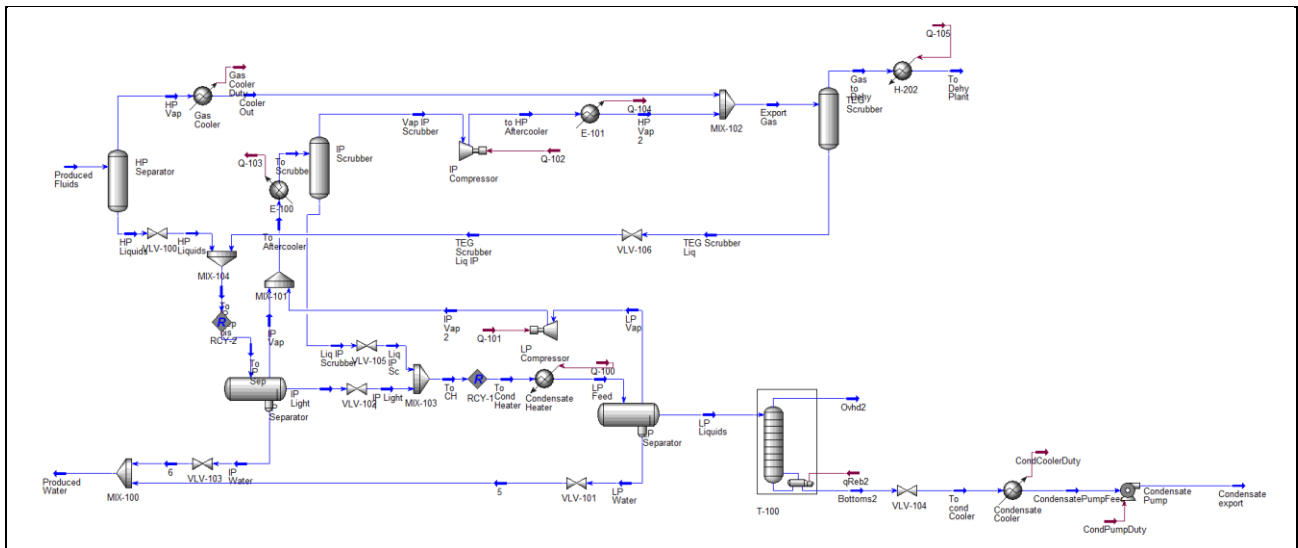 Q-105
Gas
Cooler
Duty
Cooler
Out
HP
Vap
Gas
Cooler
Gas
to
Dehy
TEG
Scrubber
H-202
To
Dehy
Plant
Q-104
Vap IP
Scrubber
to HP
Aftercooler
E-101
HP
Vap
2
MIX-102
Export
Gas
Produced
Fluids
HP
Separator
Q-103
To
Scrubbe
IP
Scrubber
IP
Compressor
Q-102
E-100
HP
Liquids
VLV-100
HP
Liquids
MIX-104
To
Aftercooler
TEG
Scrubber
Liq IP
VLV-106
TEG Scrubber
Liq
MIX-101
RCY-2
IP
Vap
IP
Vap
2
LP
Vap
Q-101
LP
Compressor
Liq IP
Scrubber
VLV-105
Liq
IP
Sc
Q-100
To
IP
Sep
IP
Light
VLV-102
IP
Light
MIX-103
To
CH
RCY-1
To
Cond
Heater
Condensate
Heater
LP
Feed
Separator
Separator
LP
Liquids
Ovhd2
6
VLV-103
IP
Water
Produced
Water
MIX-100
5
VLV-101
LP
Water
T-100
qReb2
Bottoms2
VLV-104
To
cond
Cooler
CondCoolerDuty
Condensate
Cooler
CondensatePumpFee
Condensate
Pump
CondPumpDuty
Condensate
export